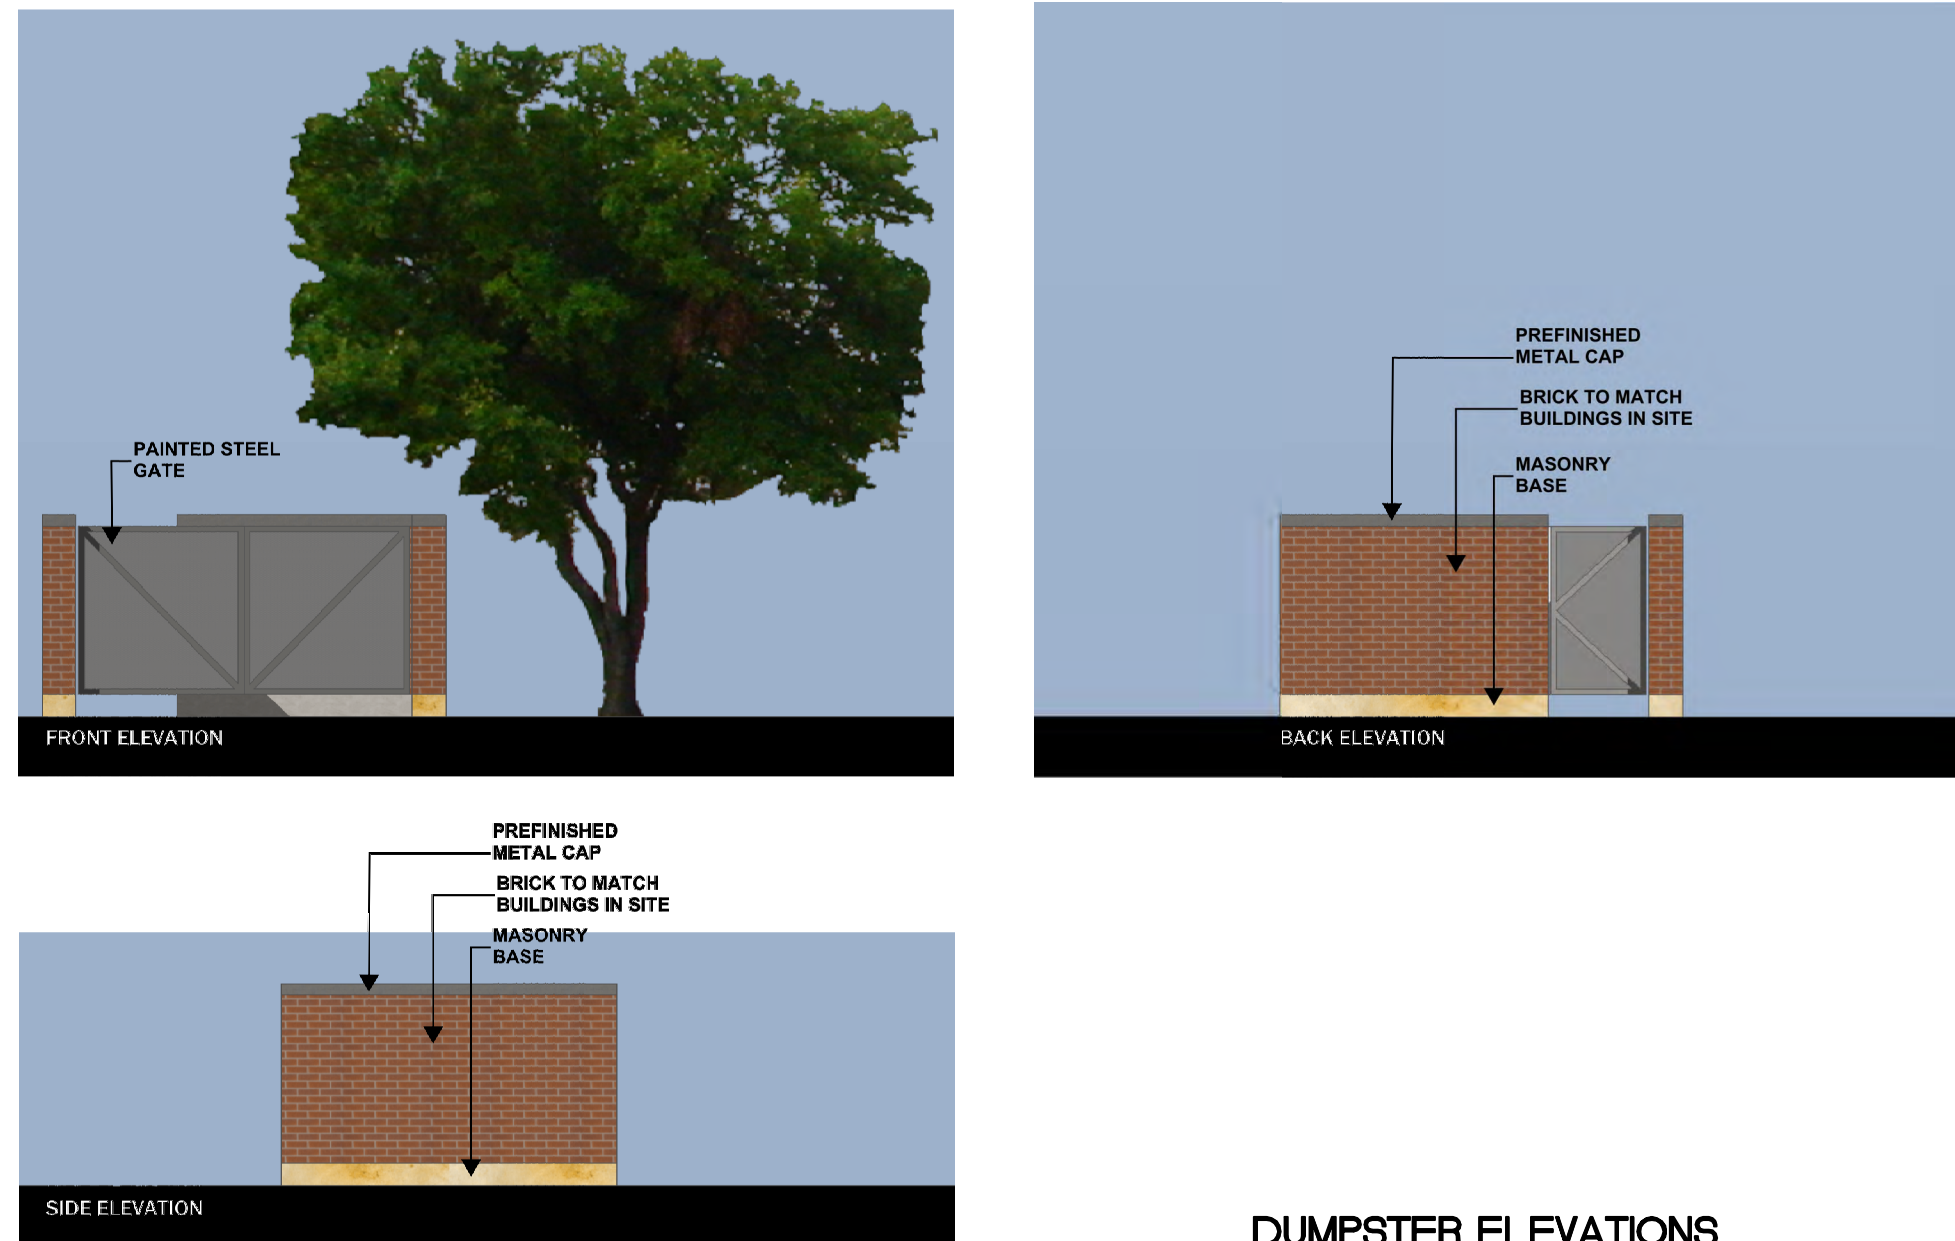 PAINTED STEEL
GATE
FRONT ELEVATION
PREFINISHED
METAL CAP
BRICK TO MATCH
BUILDINGS IN SITE
MASONRY
BASE
BACK ELEVATION
PREFINISHED
METAL CAP
BRICK TO MATCH
BUILDINGS IN SITE
MASONRY
BASE
SIDE ELEVATION
DUMPSTER ELEVATIONS